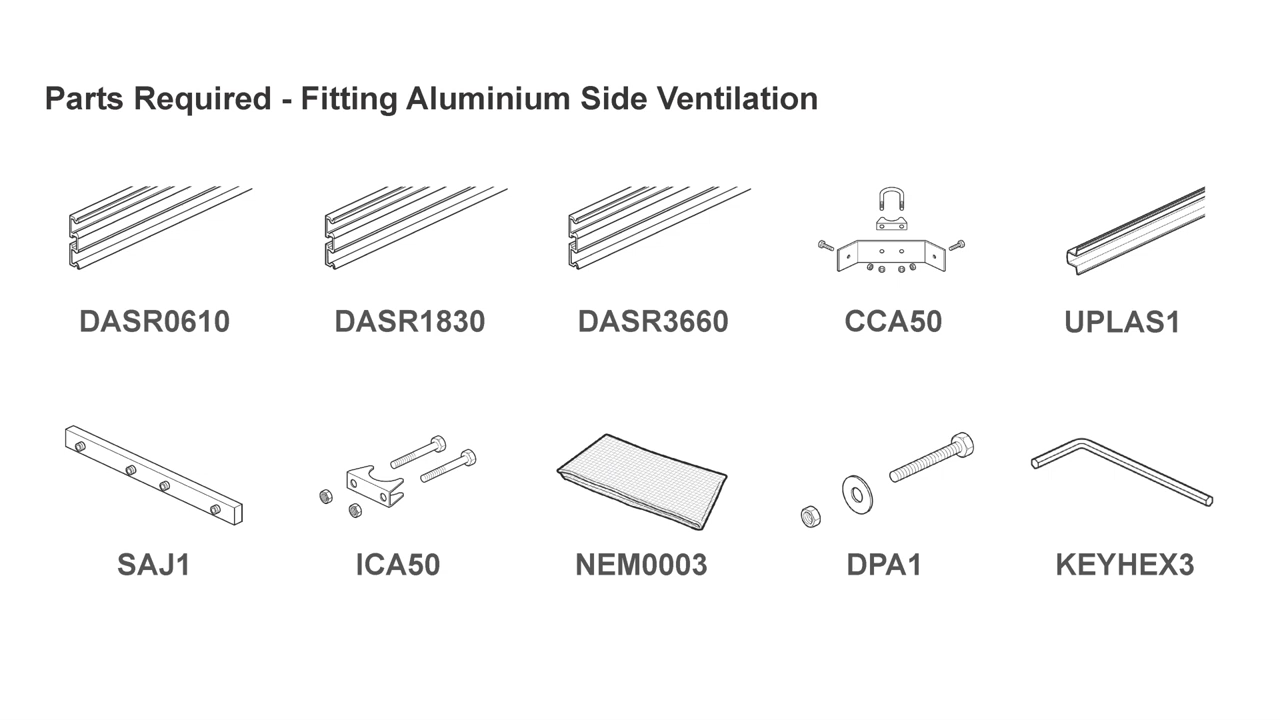 Parts Required - Fitting Aluminium Side Ventilation
DASR0610 DASR1830 DASR3660 CCA50 UPLAS1
SAJ1 ICA50 NEM0003 DPA1 KEYHEX3